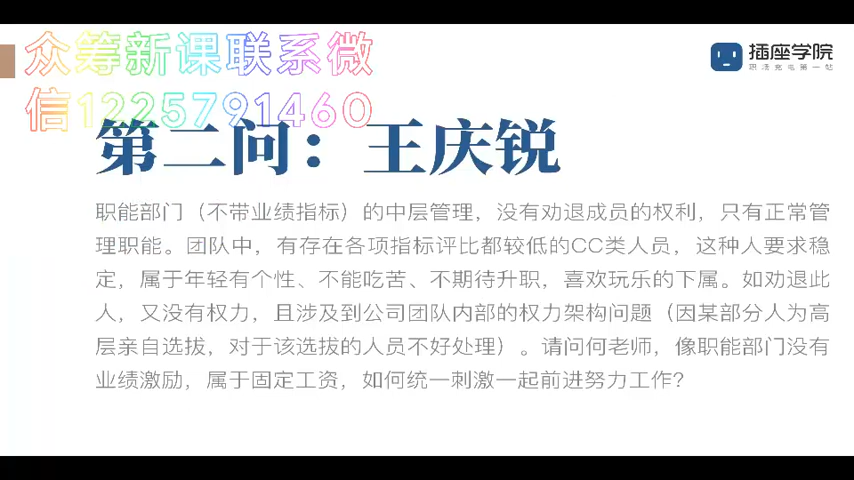 众筹新课联系微
信1225791460
插座学院
职场充电第一站
第二问：王庆锐
职能部门（不带业绩指标）的中层管理，没有劝退成员的权利，只有正常管
理职能。团队中，有存在各项指标评比都较低的CC类人员，这种人要求稳
定，属于年轻有个性、不能吃苦、不期待升职，喜欢玩乐的下属。如劝退此
人，又没有权力，且涉及到公司团队内部的权力架构问题（因某部分人为高
层亲自选拔，对于该选拔的人员不好处理）。请问何老师，像职能部门没有
业绩激励，属于固定工资，如何统一刺激一起前进努力工作？